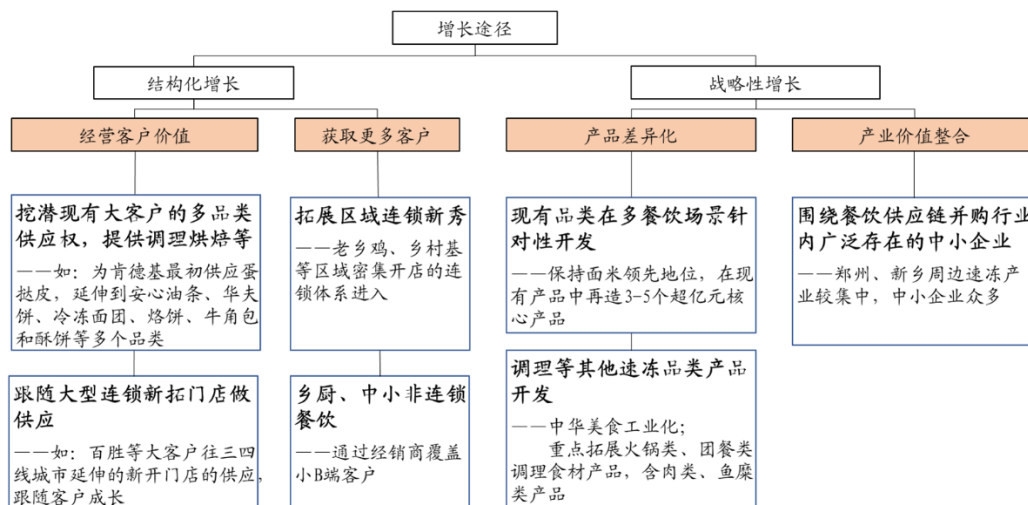 增长途径
结构化增长
战略性增长
经营客户价值
获取更多客户
产品差异化
产业价值整合
挖潜现有大客户的多品类
供应权，提供调理烘焙等
——如：为肯德基最初供应蛋
挞皮，延伸到安心油条、华夫
饼、冷冻面团、烙饼、牛角包
和酥饼等多个品类
跟随大型连锁新拓门店做
供应
——如：百胜等大客户往三四
线城市延伸的新开门店的供应，
跟随客户成长
拓展区域连锁新秀
——老乡鸡、乡村基
等区域密集开店的连
锁体系进入
乡厨、中小非连锁
餐饮
——通过经销商覆盖
小B端客户
现有品类在多餐饮场景针
对性开发
——保持面米领先地位，在现
有产品中再造3-5个超亿元核
心产品
调理等其他速冻品类产品
开发
——中华美食工业化；
重点拓展火锅类、团餐类
调理食材产品，含肉类、鱼糜
类产品
围绕餐饮供应链并购行业
内广泛存在的中小企业
——郑州、新乡周边速冻产
业较集中，中小企业众多